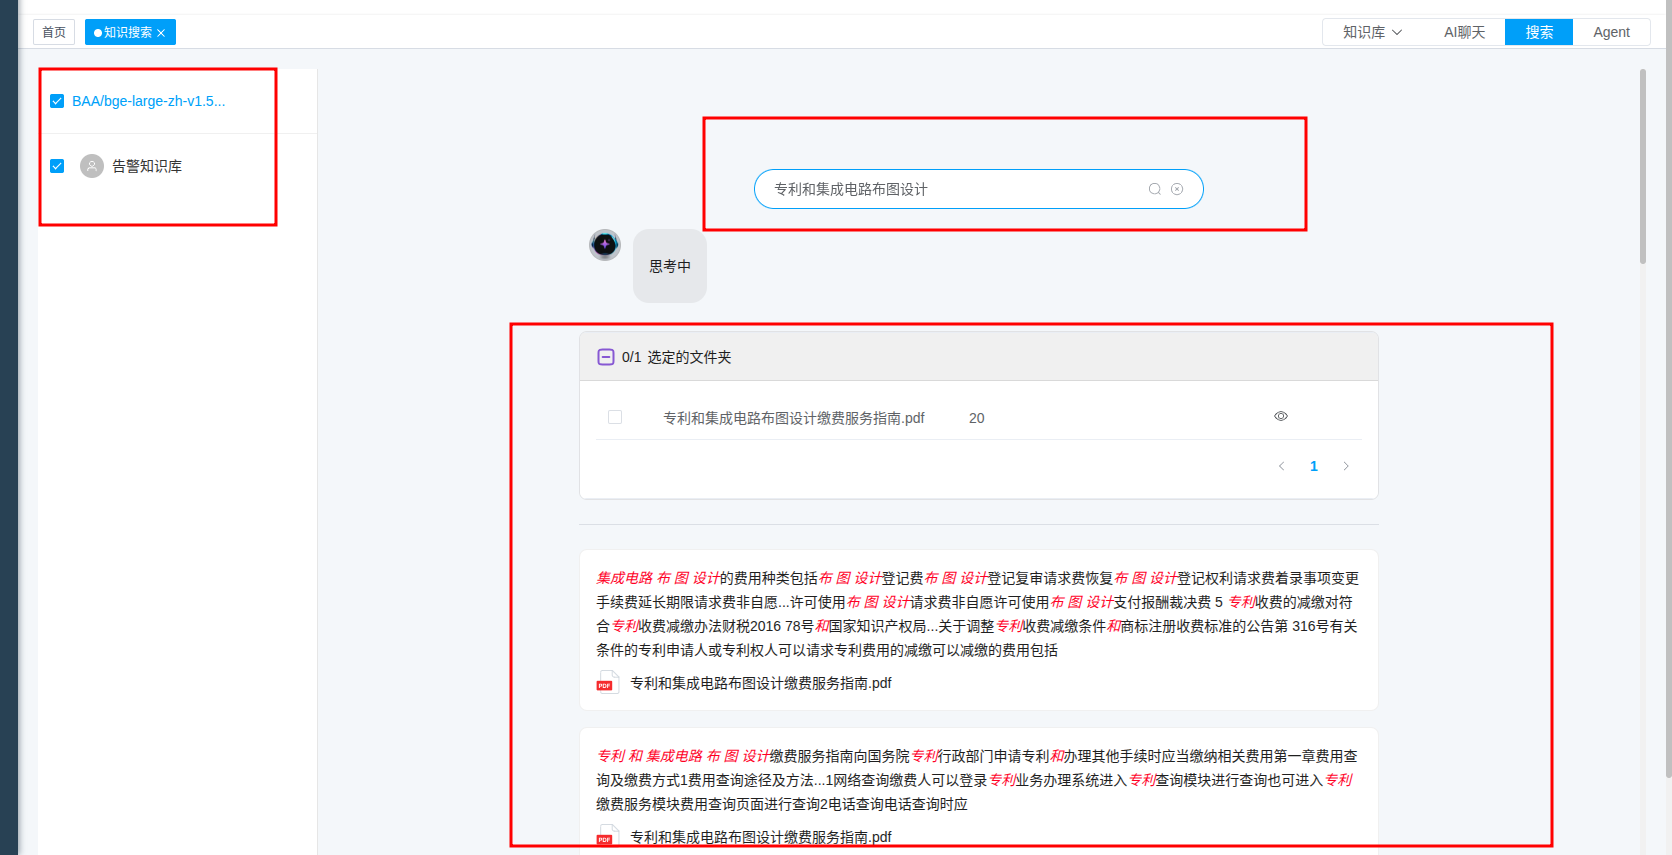 首页
知识搜索
知识库
AI聊天
搜索
Agent
BAA/bge-large-zh-v1.5...
告警知识库
专利和集成电路布图设计
思考中
0/1 选定的文件夹
专利和集成电路布图设计缴费服务指南.pdf 20
1
集成电路 布 图 设计的费用种类包括布 图 设计登记费布 图 设计登记复审请求费恢复布 图 设计登记权利请求费着录事项变更
手续费延长期限请求费非自愿...许可使用布 图 设计请求费非自愿许可使用布 图 设计支付报酬裁决费 5 专利收费的减缴对符
合专利收费减缴办法财税2016 78号和国家知识产权局...关于调整专利收费减缴条件和商标注册收费标准的公告第 316号有关
条件的专利申请人或专利权人可以请求专利费用的减缴可以减缴的费用包括
PDF 专利和集成电路布图设计缴费服务指南.pdf
专利 和 集成电路 布 图 设计缴费服务指南向国务院专利行政部门申请专利和办理其他手续时应当缴纳相关费用第一章费用查
询及缴费方式1费用查询途径及方法...1网络查询缴费人可以登录专利业务办理系统进入专利查询模块进行查询也可进入专利
缴费服务模块费用查询页面进行查询2电话查询电话查询时应
PDF 专利和集成电路布图设计缴费服务指南.pdf